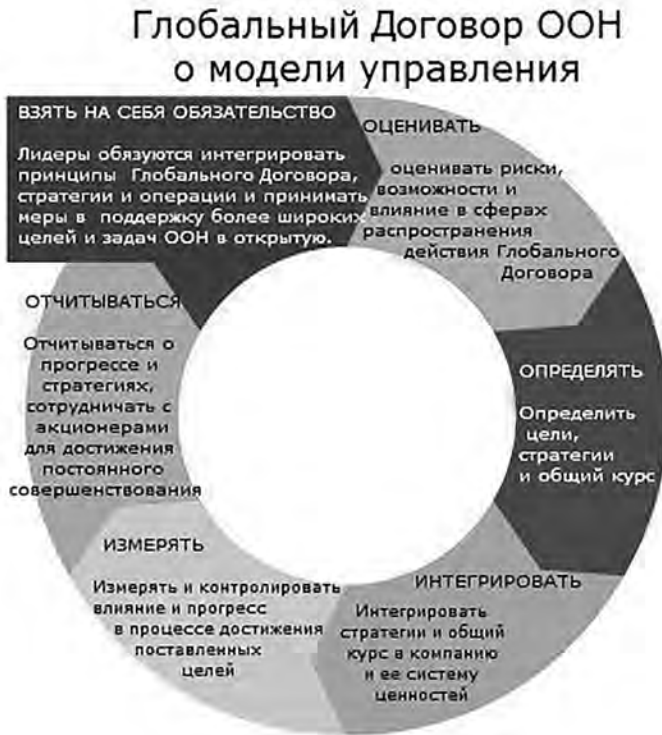 Глобальный Договор ООН
о модели управления
ВЗЯТЬ НА СЕБЯ ОБЯЗАТЕЛЬСТВО
Лидеры обязуются интегрировать
принципы Глобального Договора,
стратегии и операции и принимать
меры в поддержку более широких
целей и задач ООН в открытую.
ОЦЕНИВАТЬ
оценивать риски,
возможности и
влияние в сферах
распространения
действия Глобального
Договора
ОПРЕДЕЛЯТЬ
Определить
цели,
стратегии
и общий курс
ИНТЕГРИРОВАТЬ
Интегрировать
стратегии и общий
курс в компанию
и ее систему
ценностей
ИЗМЕРЯТЬ
Измерять и контролировать
влияние и прогресс
в процессе достижения
поставленных
целей
ОТЧИТЫВАТЬСЯ
Отчитываться о
прогрессе и
стратегиях,
сотрудничать с
акционерами
для достижения
постоянного
совершенствования